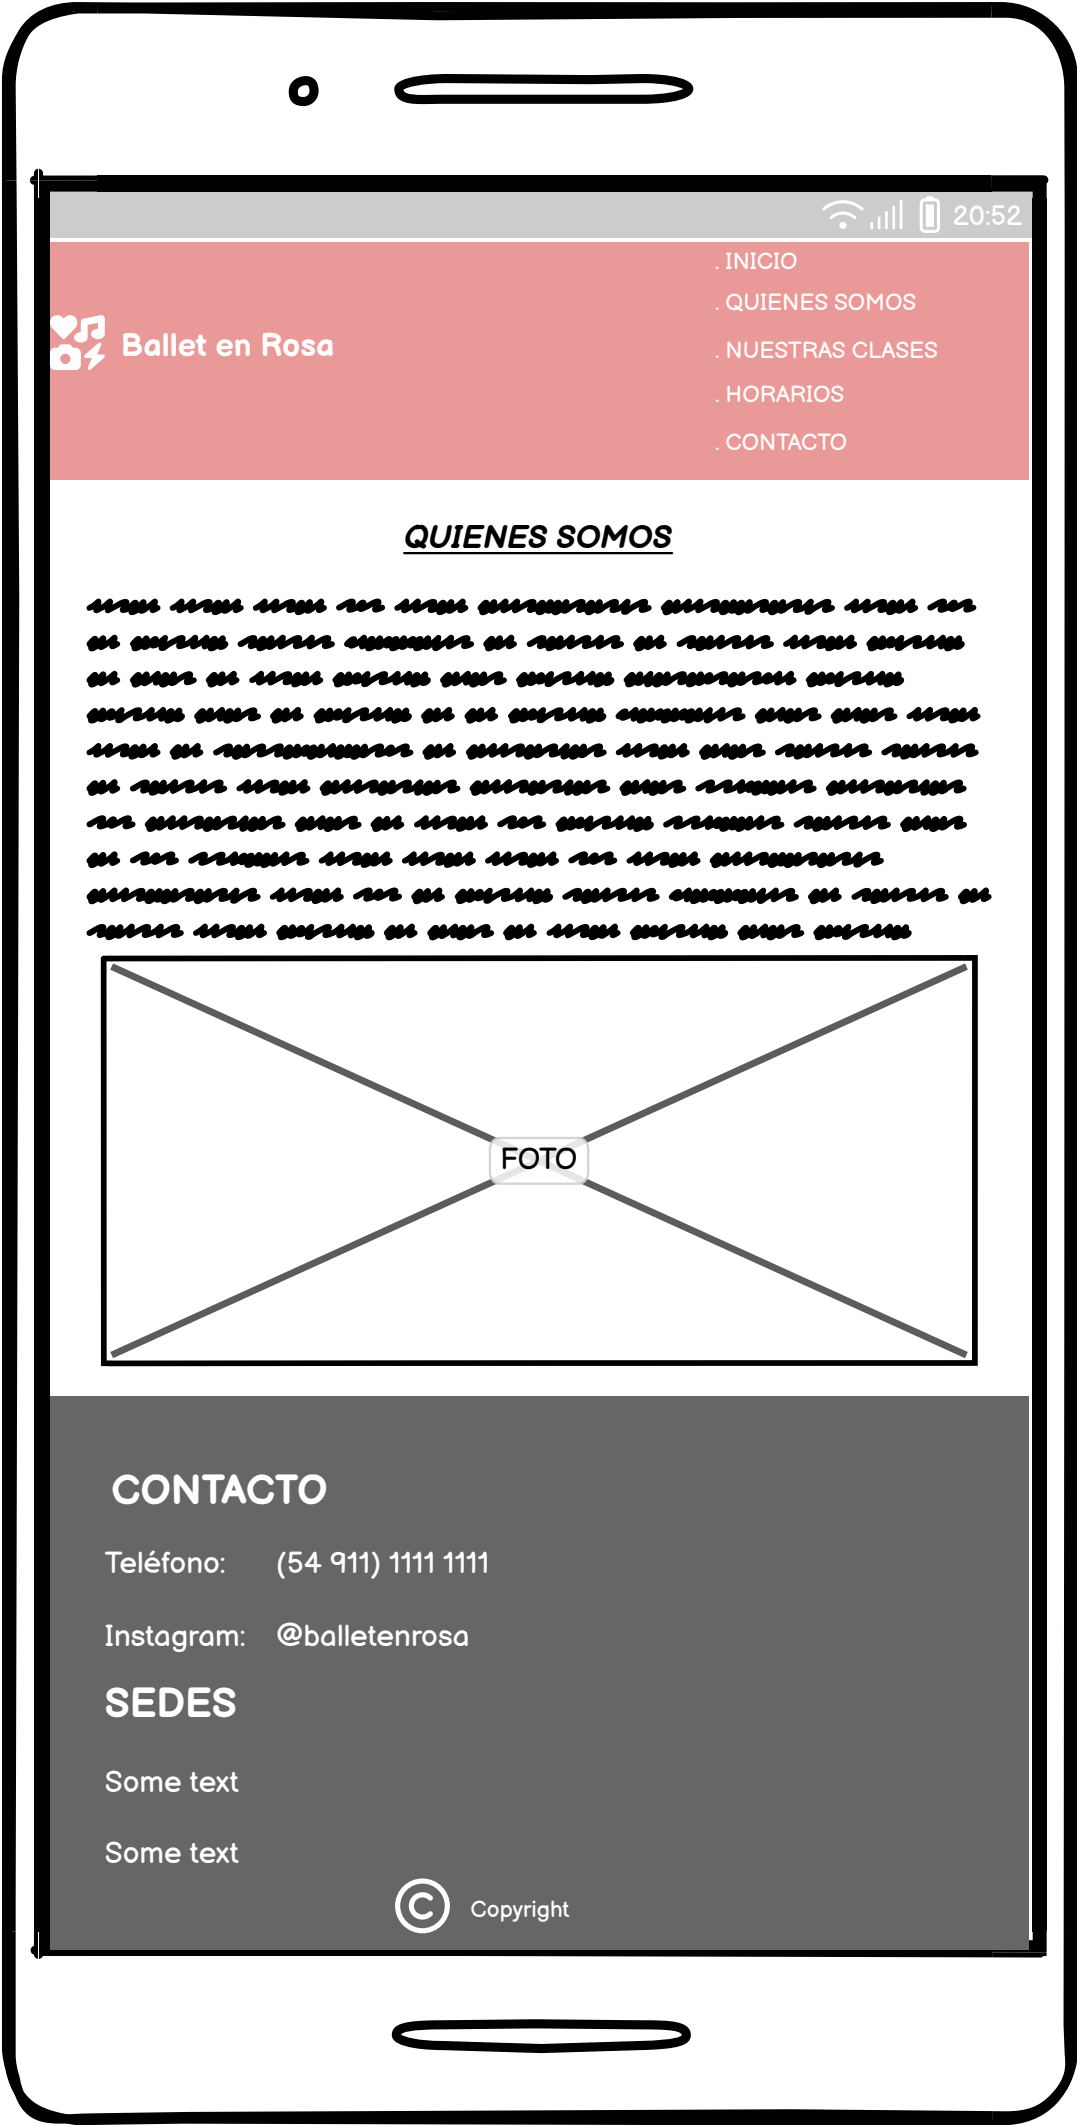 20:52
. INICIO
. QUIENES SOMOS
Ballet en Rosa
. NUESTRAS CLASES
. HORARIOS
. CONTACTO
QUIENES SOMOS
FOTO
CONTACTO
Teléfono: (54 911) 1111 1111
Instagram: @balletenrosa
SEDES
Some text
Some text
© Copyright